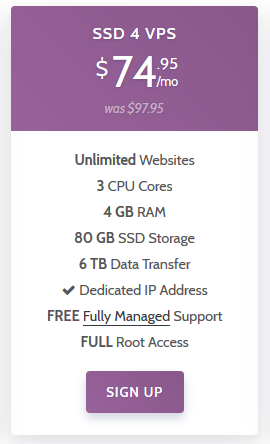 SSD 4 VPS
$74.95/mo
was $97.95
Unlimited Websites
3 CPU Cores
4 GB RAM
80 GB SSD Storage
6 TB Data Transfer
✔ Dedicated IP Address
FREE Fully Managed Support
FULL Root Access
SIGN UP